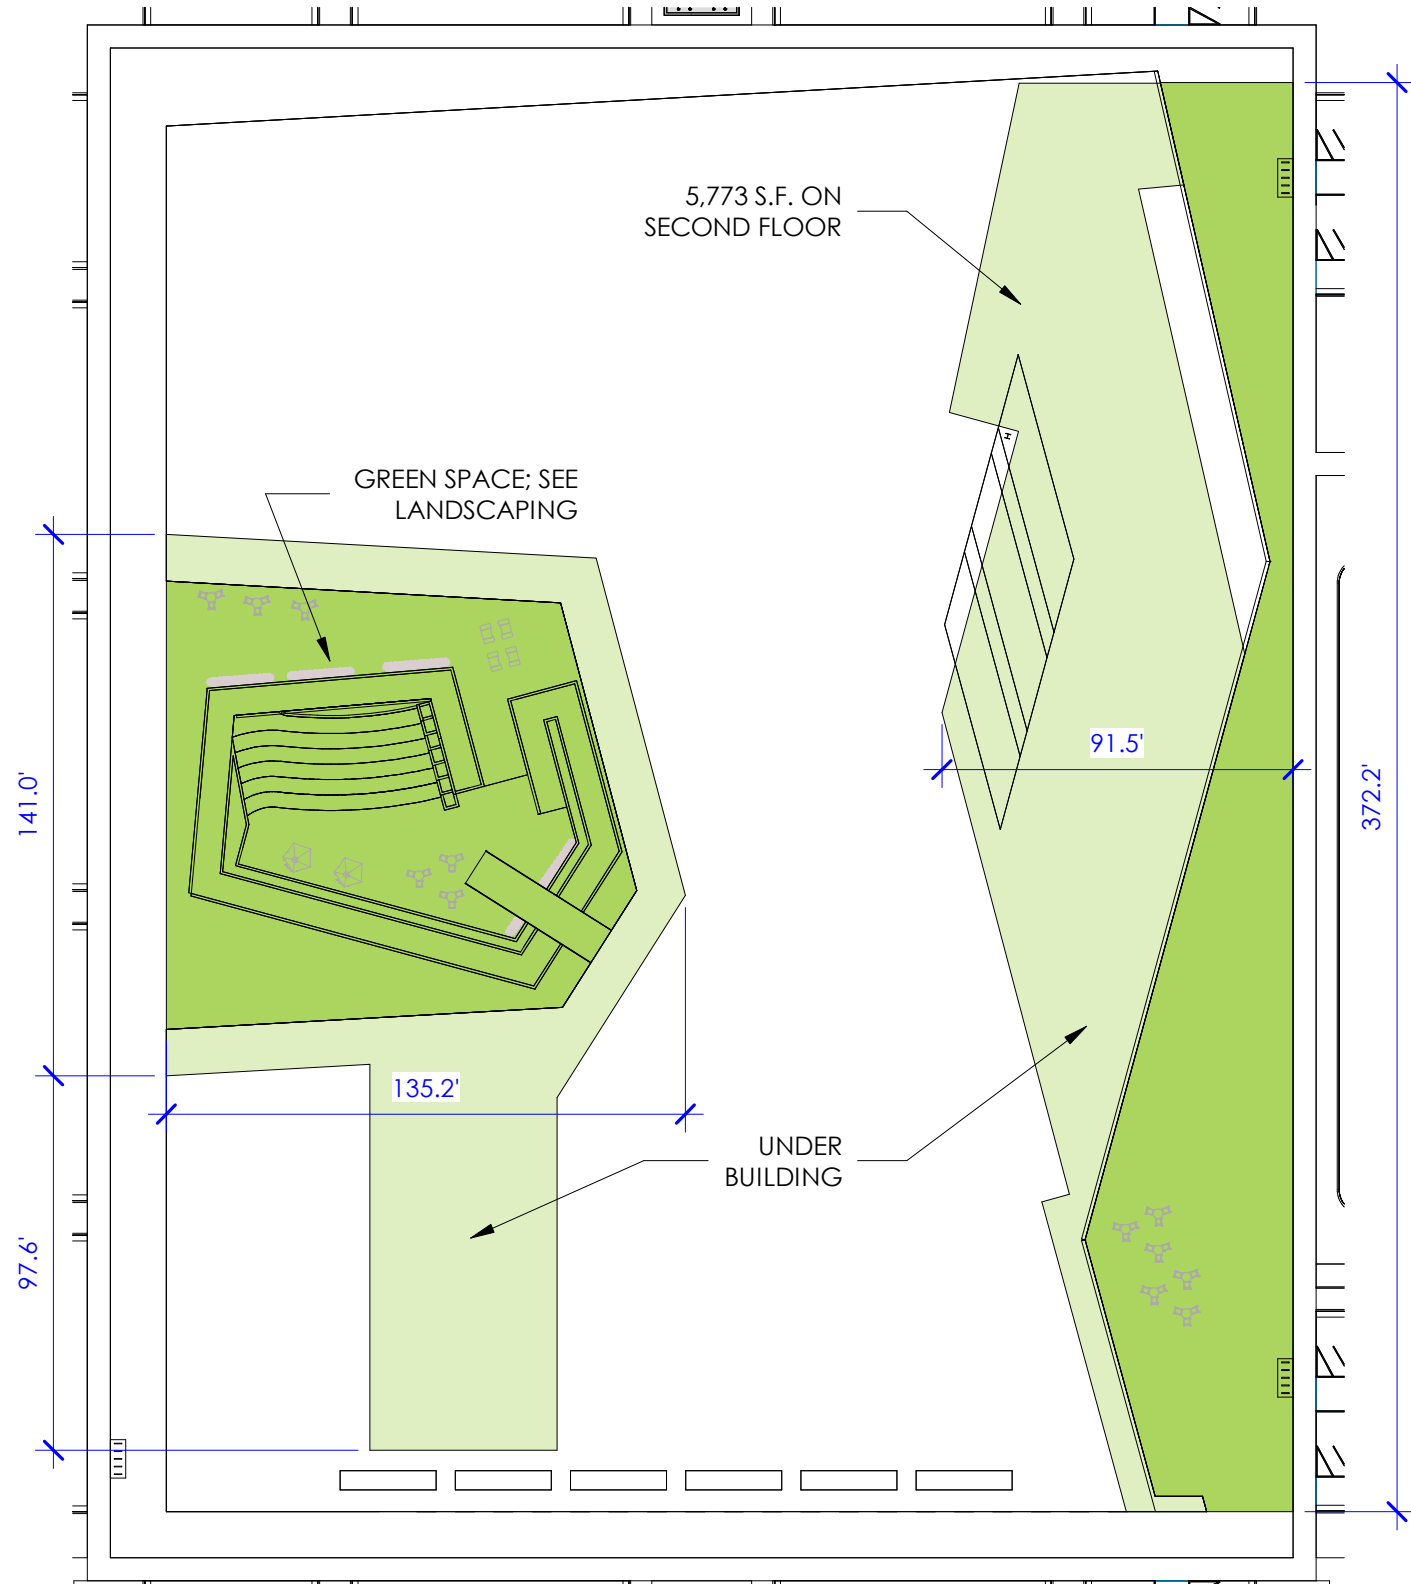 5,773 S.F. ON
SECOND FLOOR
H
GREEN SPACE; SEE
LANDSCAPING
91.5'
372.2'
141.0'
135.2'
UNDER
BUILDING
97.6'